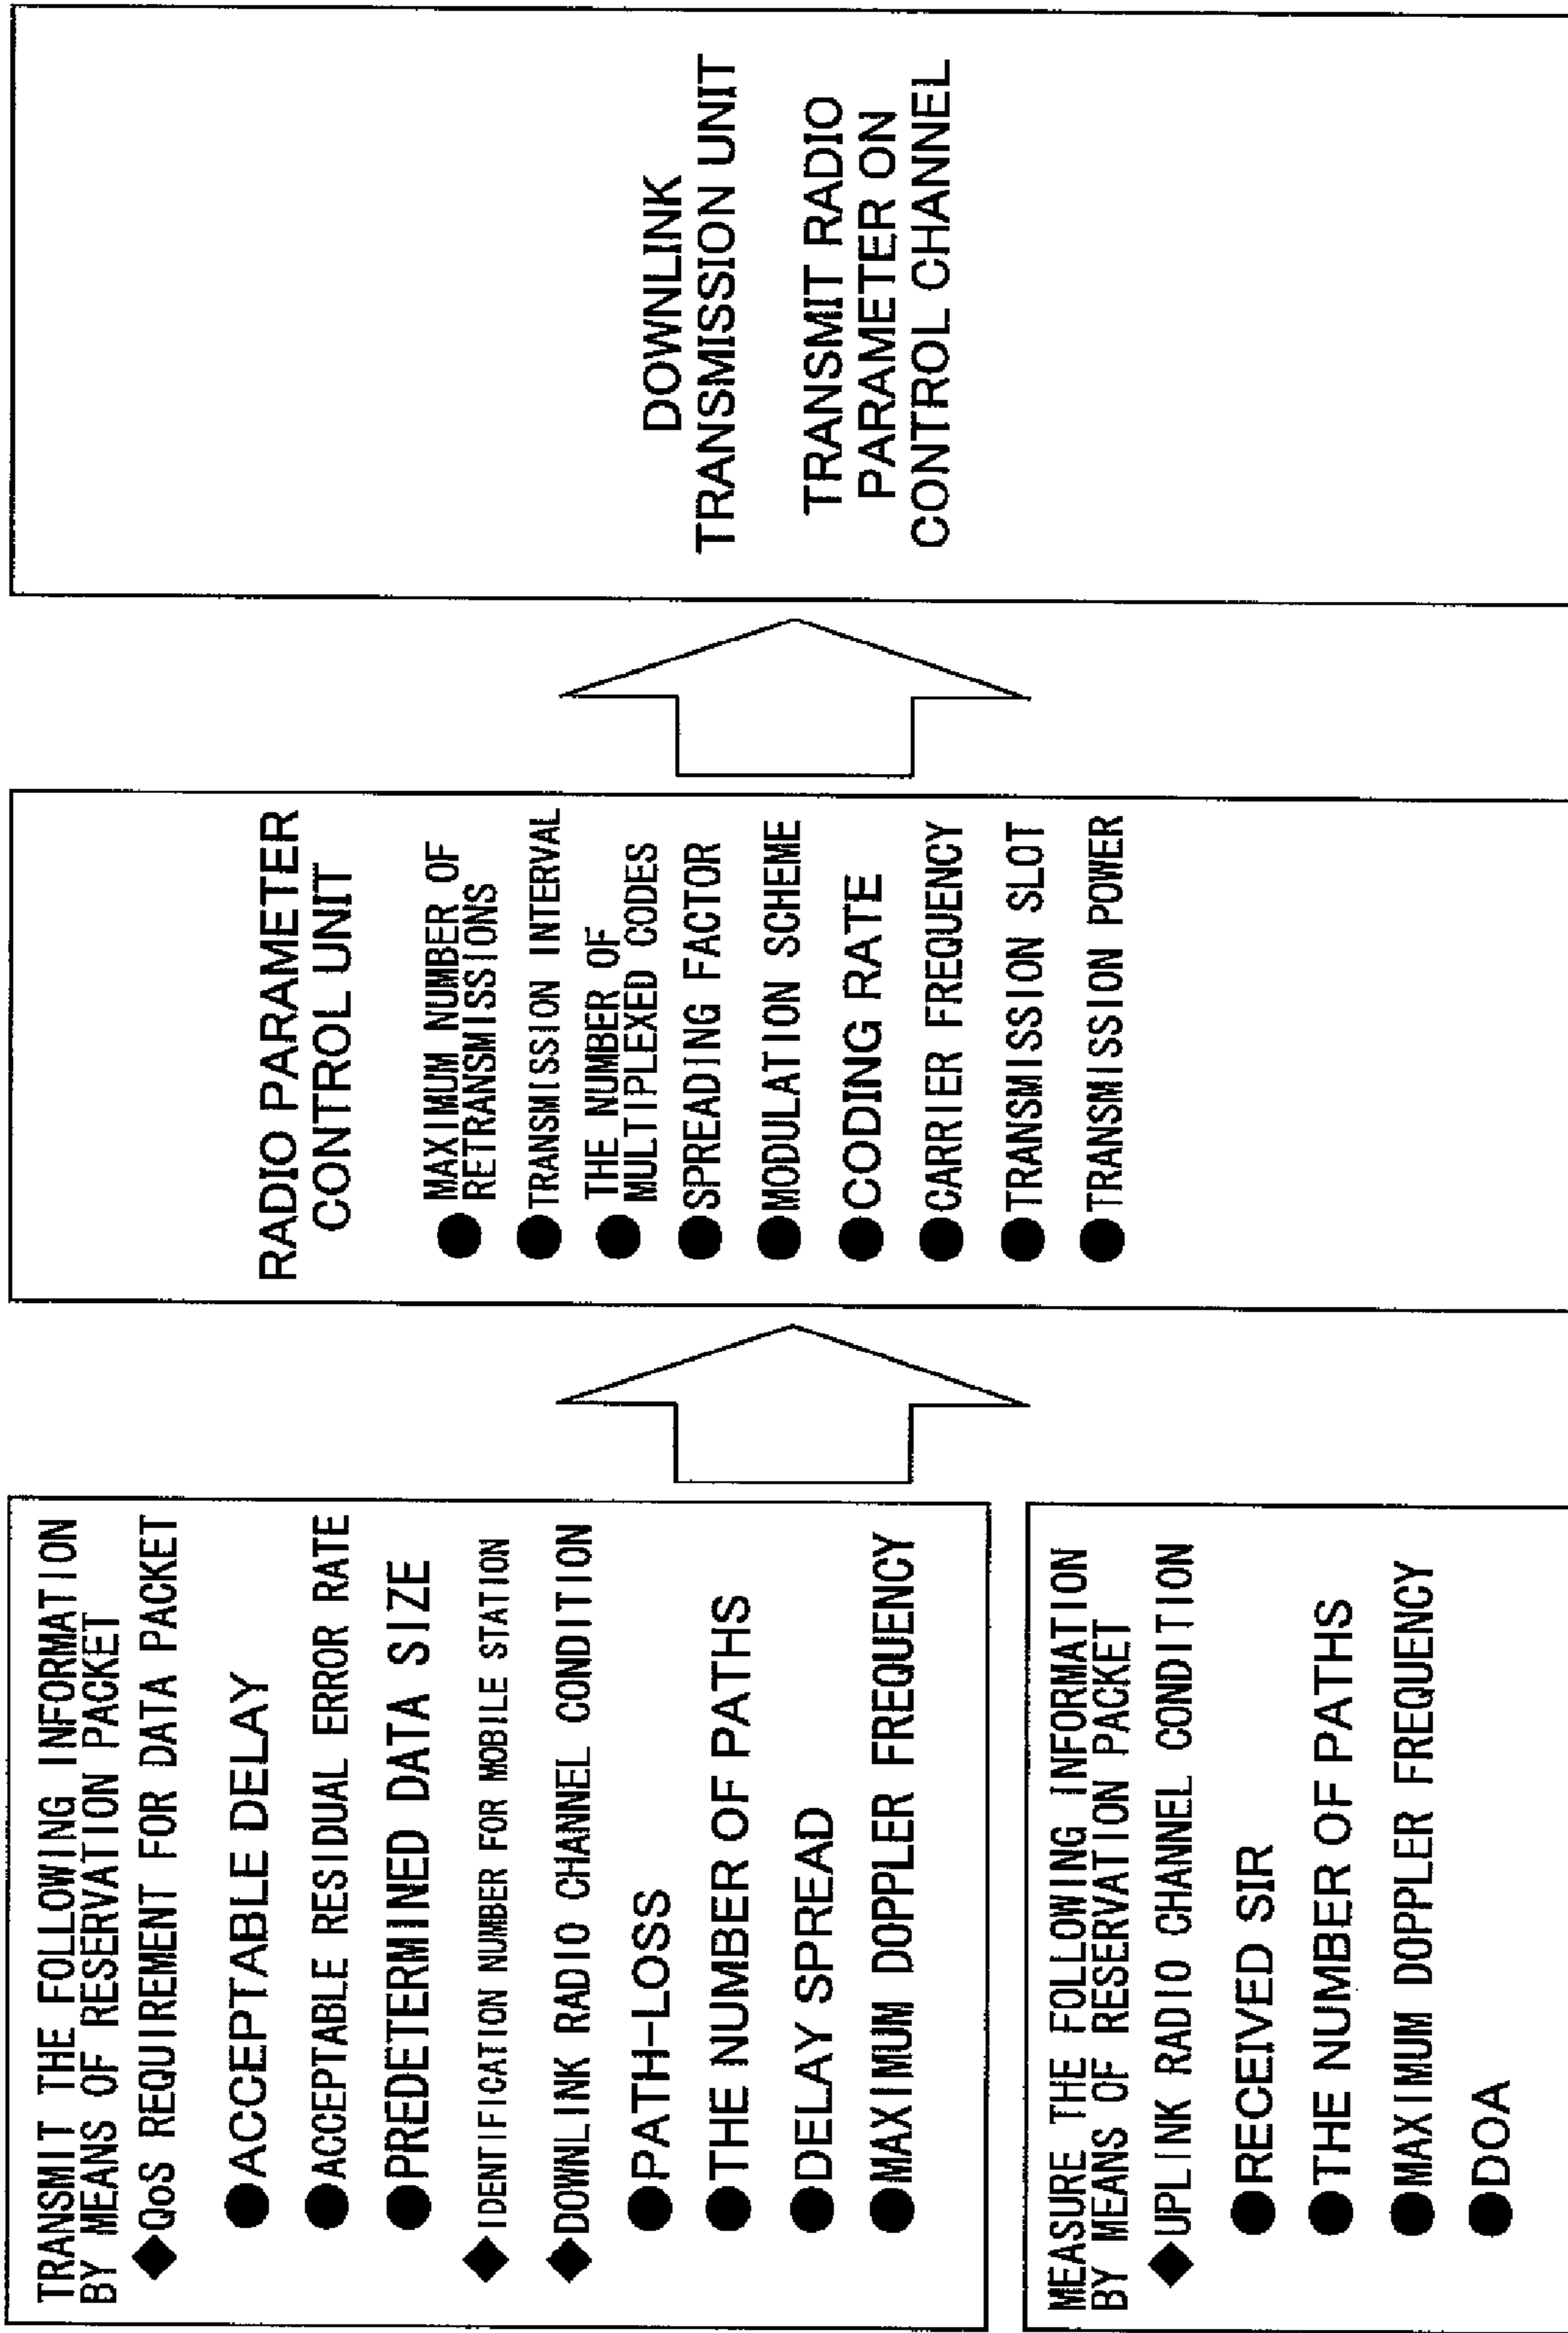 TRANSMIT THE FOLLOWING INFORMATION
BY MEANS OF RESERVATION PACKET
◆QoS REQUIREMENT FOR DATA PACKET
●ACCEPTABLE DELAY
●ACCEPTABLE RESIDUAL ERROR RATE
●PREDETERMINED DATA SIZE
◆IDENTIFICATION NUMBER FOR MOBILE STATION
◆DOWNLINK RADIO CHANNEL CONDITION
●PATH-LOSS
●THE NUMBER OF PATHS
●DELAY SPREAD
●MAXIMUM DOPPLER FREQUENCY
MEASURE THE FOLLOWING INFORMATION
BY MEANS OF RESERVATION PACKET
◆UPLINK RADIO CHANNEL CONDITION
●RECEIVED SIR
●THE NUMBER OF PATHS
●MAXIMUM DOPPLER FREQUENCY
●DOA
RADIO PARAMETER
CONTROL UNIT
●MAXIMUM NUMBER OF
RETRANSMISSIONS
●TRANSMISSION INTERVAL
●THE NUMBER OF
MULTIPLEXED CODES
●SPREADING FACTOR
●MODULATION SCHEME
●CODING RATE
●CARRIER FREQUENCY
●TRANSMISSION SLOT
●TRANSMISSION POWER
DOWNLINK
TRANSMISSION UNIT
TRANSMIT RADIO
PARAMETER ON
CONTROL CHANNEL